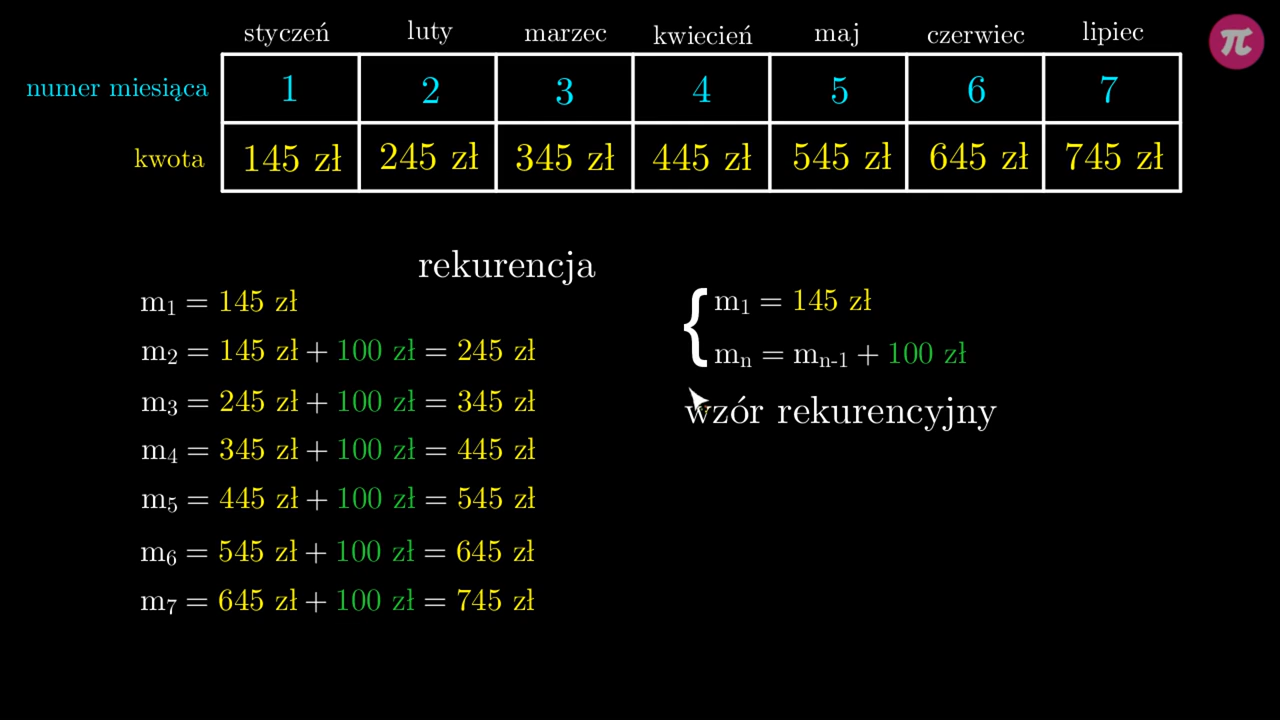 styczeń luty marzec kwiecień maj czerwiec lipiec
π
numer miesiąca 1 2 3 4 5 6 7
kwota 145 zł 245 zł 345 zł 445 zł 545 zł 645 zł 745 zł
rekurencja
m₁ = 145 zł
m₂ = 145 zł + 100 zł = 245 zł
m₃ = 245 zł + 100 zł = 345 zł
m₄ = 345 zł + 100 zł = 445 zł
m₅ = 445 zł + 100 zł = 545 zł
m₆ = 545 zł + 100 zł = 645 zł
m₇ = 645 zł + 100 zł = 745 zł
{ m₁ = 145 zł
mₙ = mₙ₋₁ + 100 zł
wzór rekurencyjny